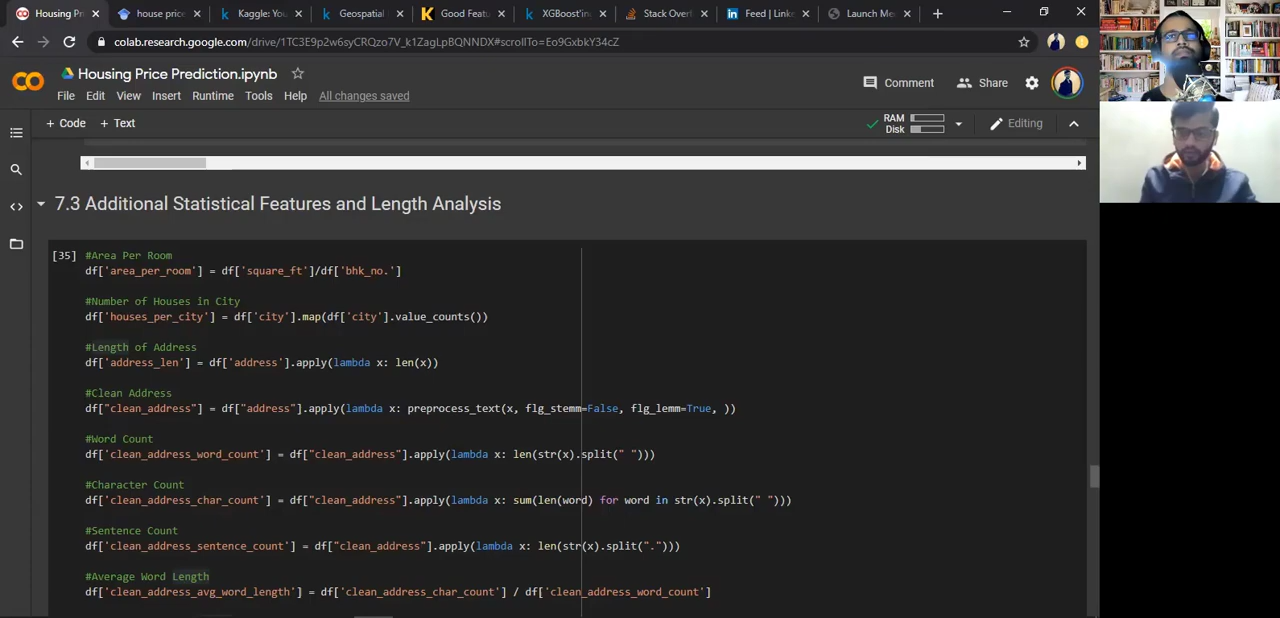 Housing Pri
house price
Kaggle: You
Geospatial
Good Featu
XGBoost'in
Stack Overf
Feed | Linke
Launch Me
colab.research.google.com/drive/1TC3E9p2w6syCRQzo7V_k1ZagLpBQNNDX#scrollTo=Eo9GxbkY34cZ
Housing Price Prediction.ipynb
File Edit View Insert Runtime Tools Help All changes saved
Comment Share
+ Code + Text
RAM
Disk
Editing
7.3 Additional Statistical Features and Length Analysis
[35] #Area Per Room
df['area_per_room'] = df['square_ft']/df['bhk_no.']
#Number of Houses in City
df['houses_per_city'] = df['city'].map(df['city'].value_counts())
#Length of Address
df['address_len'] = df['address'].apply(lambda x: len(x))
#Clean Address
df["clean_address"] = df["address"].apply(lambda x: preprocess_text(x, flg_stemm=False, flg_lemm=True, ))
#Word Count
df['clean_address_word_count'] = df["clean_address"].apply(lambda x: len(str(x).split(" ")))
#Character Count
df['clean_address_char_count'] = df["clean_address"].apply(lambda x: sum(len(word) for word in str(x).split(" ")))
#Sentence Count
df['clean_address_sentence_count'] = df["clean_address"].apply(lambda x: len(str(x).split(".")))
#Average Word Length
df['clean_address_avg_word_length'] = df['clean_address_char_count'] / df['clean_address_word_count']